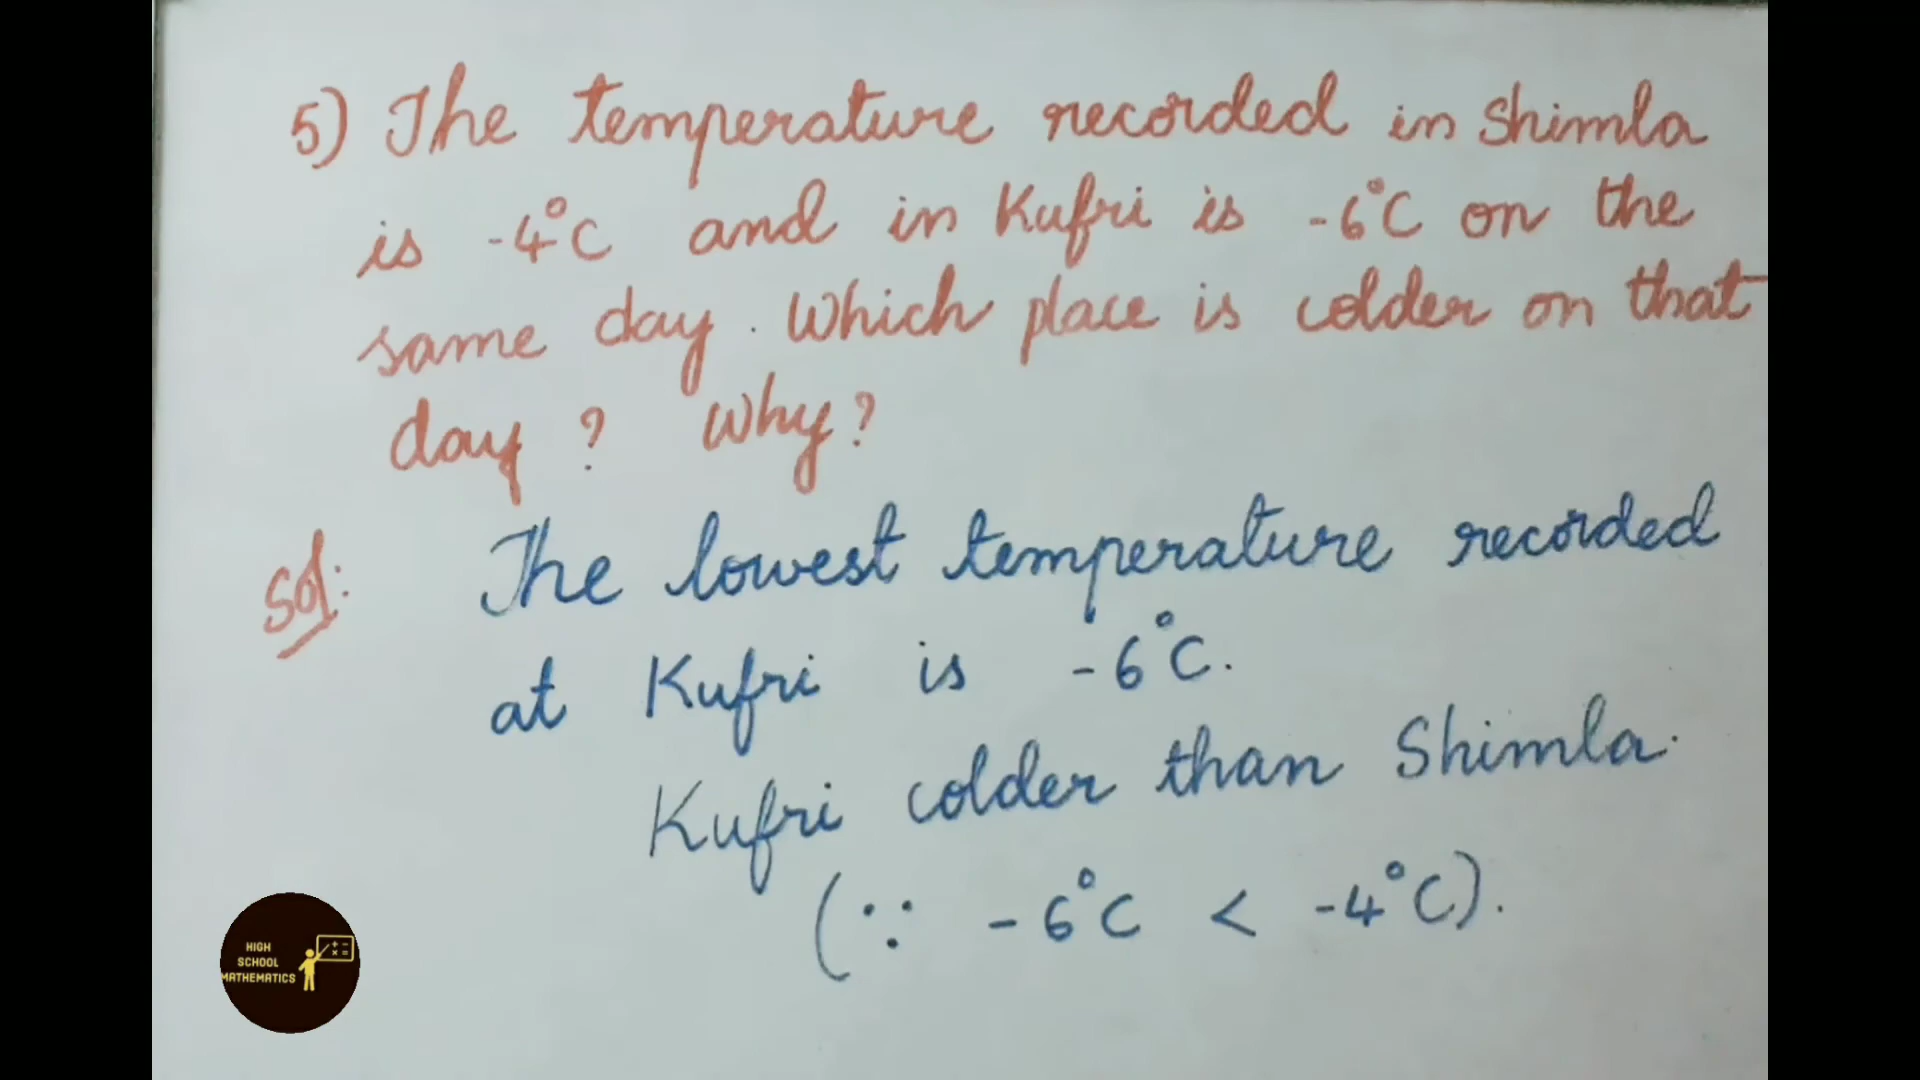 5) The temperature recorded in Shimla
is -4°C and in Kufri is -6°C on the
same day. Which place is colder on that
day? Why?
Sol: The lowest temperature recorded
at Kufri is -6°C.
Kufri colder than Shimla.
(∵ -6°C < -4°C).
HIGH
SCHOOL
MATHEMATICS